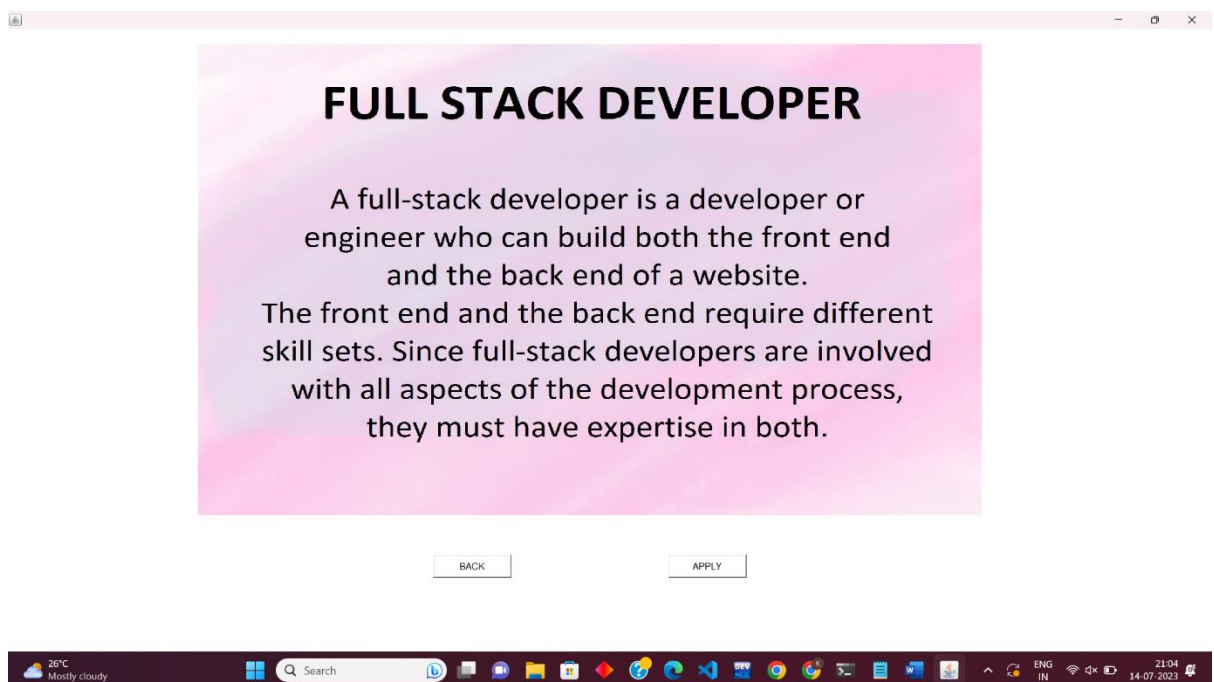 FULL STACK DEVELOPER
A full-stack developer is a developer or
engineer who can build both the front end
and the back end of a website.
The front end and the back end require different
skill sets. Since full-stack developers are involved
with all aspects of the development process,
they must have expertise in both.
BACK
APPLY
26°C
Mostly cloudy
Search
ENG
IN
21:04
14-07-2023